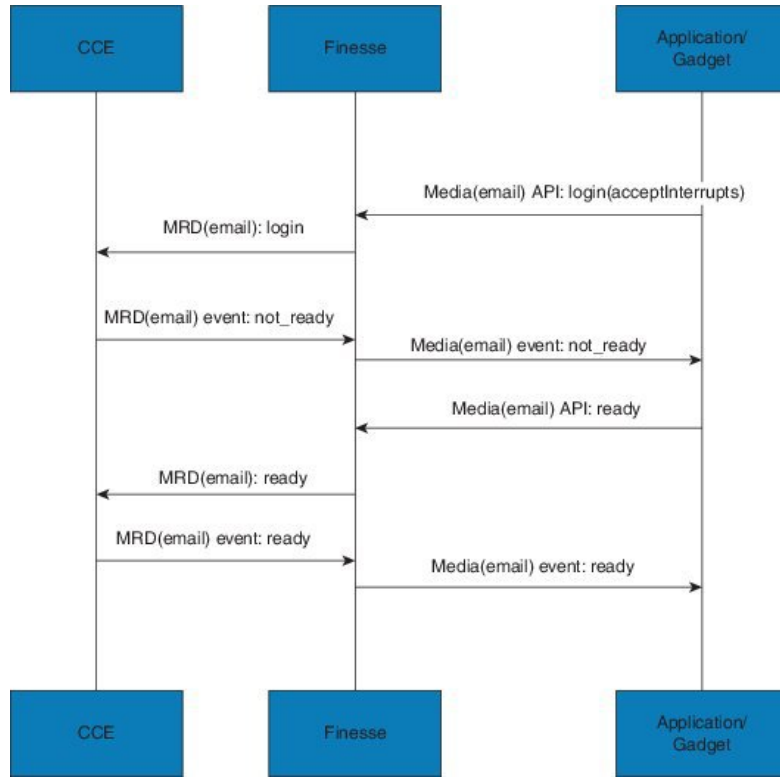 CCE
Finesse
Application/
Gadget
Media(email) API: login(acceptInterrupts)
MRD(email): login
MRD(email) event: not_ready
Media(email) event: not_ready
Media(email) API: ready
MRD(email): ready
MRD(email) event: ready
Media(email) event: ready
CCE
Finesse
Application/
Gadget